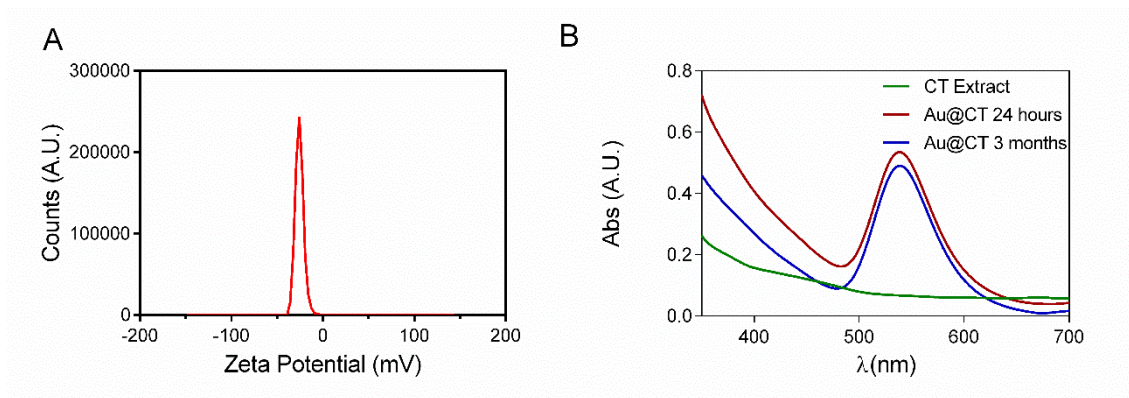 A
Counts (A.U.)
300000
200000
100000
0
-200
-100
0
100
200
Zeta Potential (mV)
B
Abs (A.U.)
0.8
0.6
0.4
0.2
0.0
400
500
600
700
λ(nm)
CT Extract
Au@CT 24 hours
Au@CT 3 months